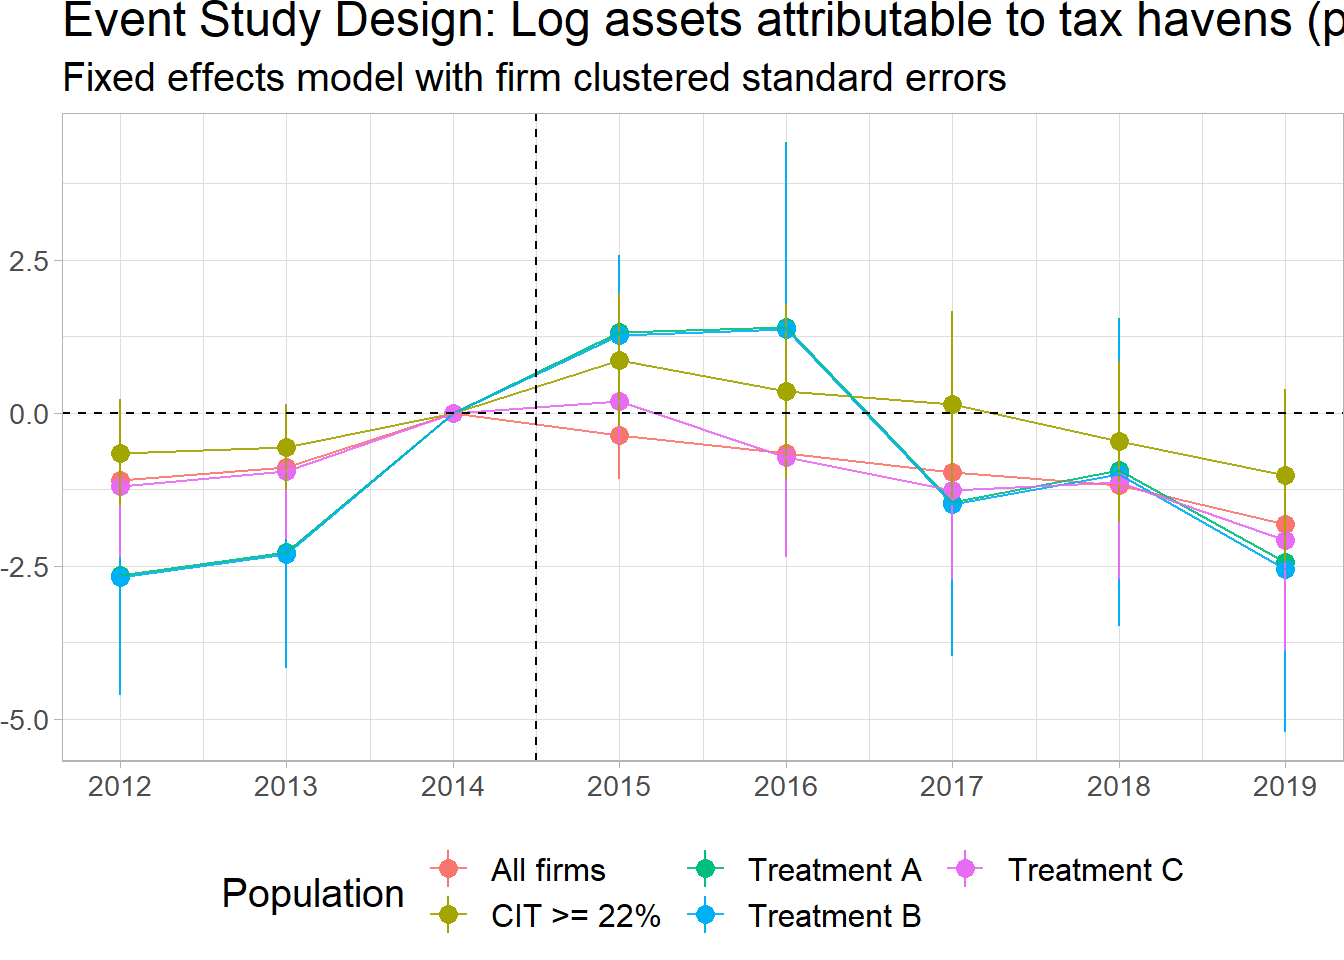 Event Study Design: Log assets attributable to tax havens (p
Fixed effects model with firm clustered standard errors
2.5
0.0
-2.5
-5.0
2012 2013 2014 2015 2016 2017 2018 2019
Population
All firms Treatment A Treatment C
CIT >= 22% Treatment B